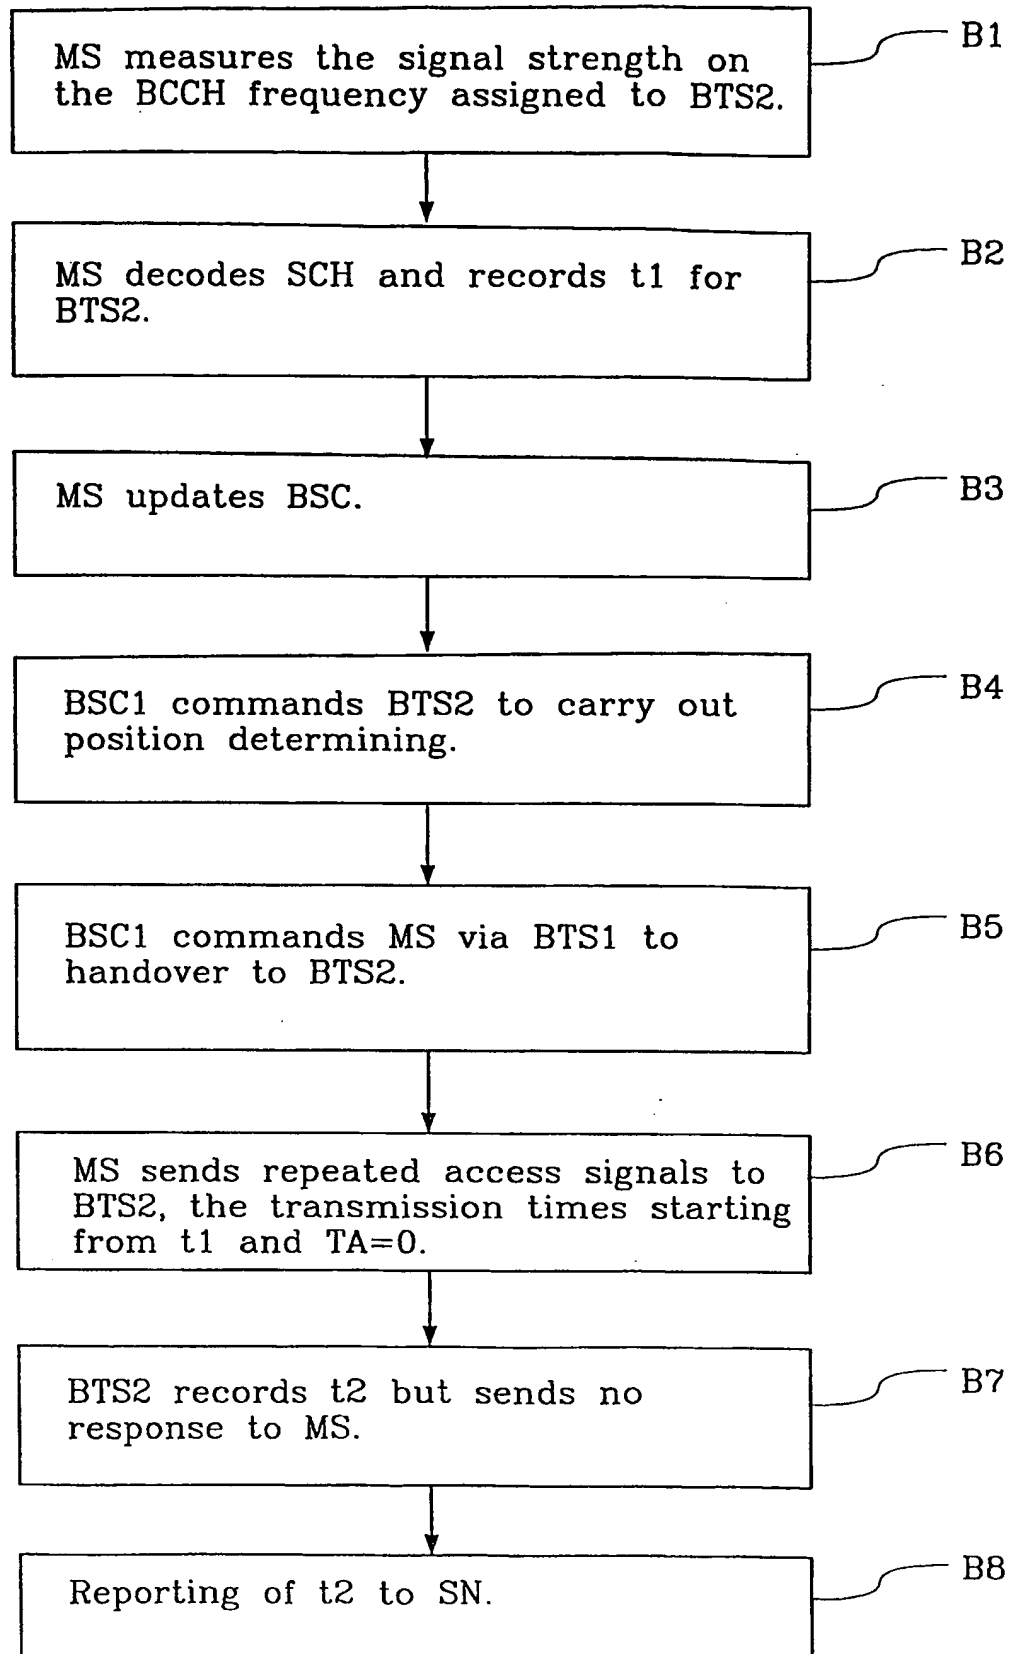 MS measures the signal strength on
the BCCH frequency assigned to BTS2.
B1
MS decodes SCH and records t1 for
BTS2.
B2
MS updates BSC.
B3
BSC1 commands BTS2 to carry out
position determining.
B4
BSC1 commands MS via BTS1 to
handover to BTS2.
B5
MS sends repeated access signals to
BTS2, the transmission times starting
from t1 and TA=0.
B6
BTS2 records t2 but sends no
response to MS.
B7
Reporting of t2 to SN.
B8